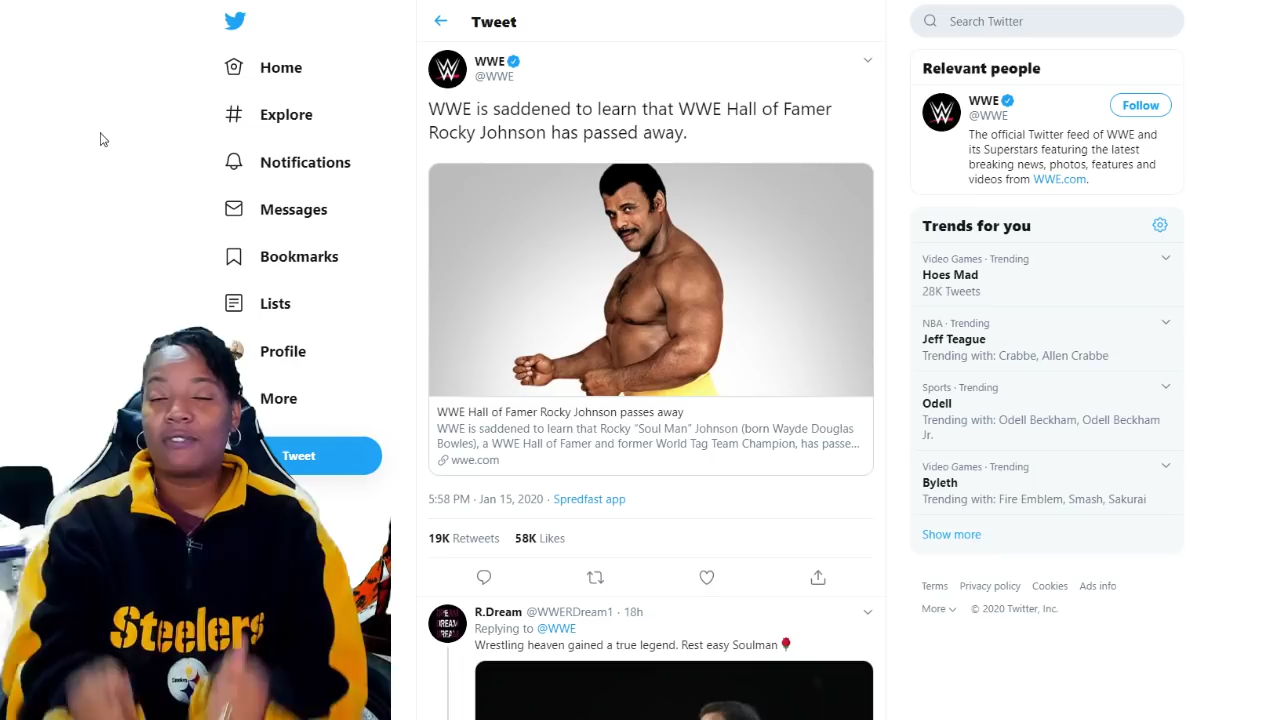 Home
Explore
Notifications
Messages
Bookmarks
Lists
Profile
More
Tweet
Steelers
Steelers
Tweet
WWE
@WWE
WWE is saddened to learn that WWE Hall of Famer
Rocky Johnson has passed away.
WWE Hall of Famer Rocky Johnson passes away
WWE is saddened to learn that Rocky "Soul Man" Johnson (born Wayde Douglas
Bowles), a WWE Hall of Famer and former World Tag Team Champion, has passe...
wwe.com
5:58 PM · Jan 15, 2020 · Spredfast app
19K Retweets 58K Likes
R.Dream @WWERDream1 · 18h
Replying to @WWE
Wrestling heaven gained a true legend. Rest easy Soulman
Search Twitter
Relevant people
WWE
@WWE
Follow
The official Twitter feed of WWE and
its Superstars featuring the latest
breaking news, photos, features and
videos from WWE.com.
Trends for you
Video Games · Trending
Hoes Mad
28K Tweets
NBA · Trending
Jeff Teague
Trending with: Crabbe, Allen Crabbe
Sports · Trending
Odell
Trending with: Odell Beckham, Odell Beckham
Jr.
Video Games · Trending
Byleth
Trending with: Fire Emblem, Smash, Sakurai
Show more
Terms Privacy policy Cookies Ads info
More © 2020 Twitter, Inc.